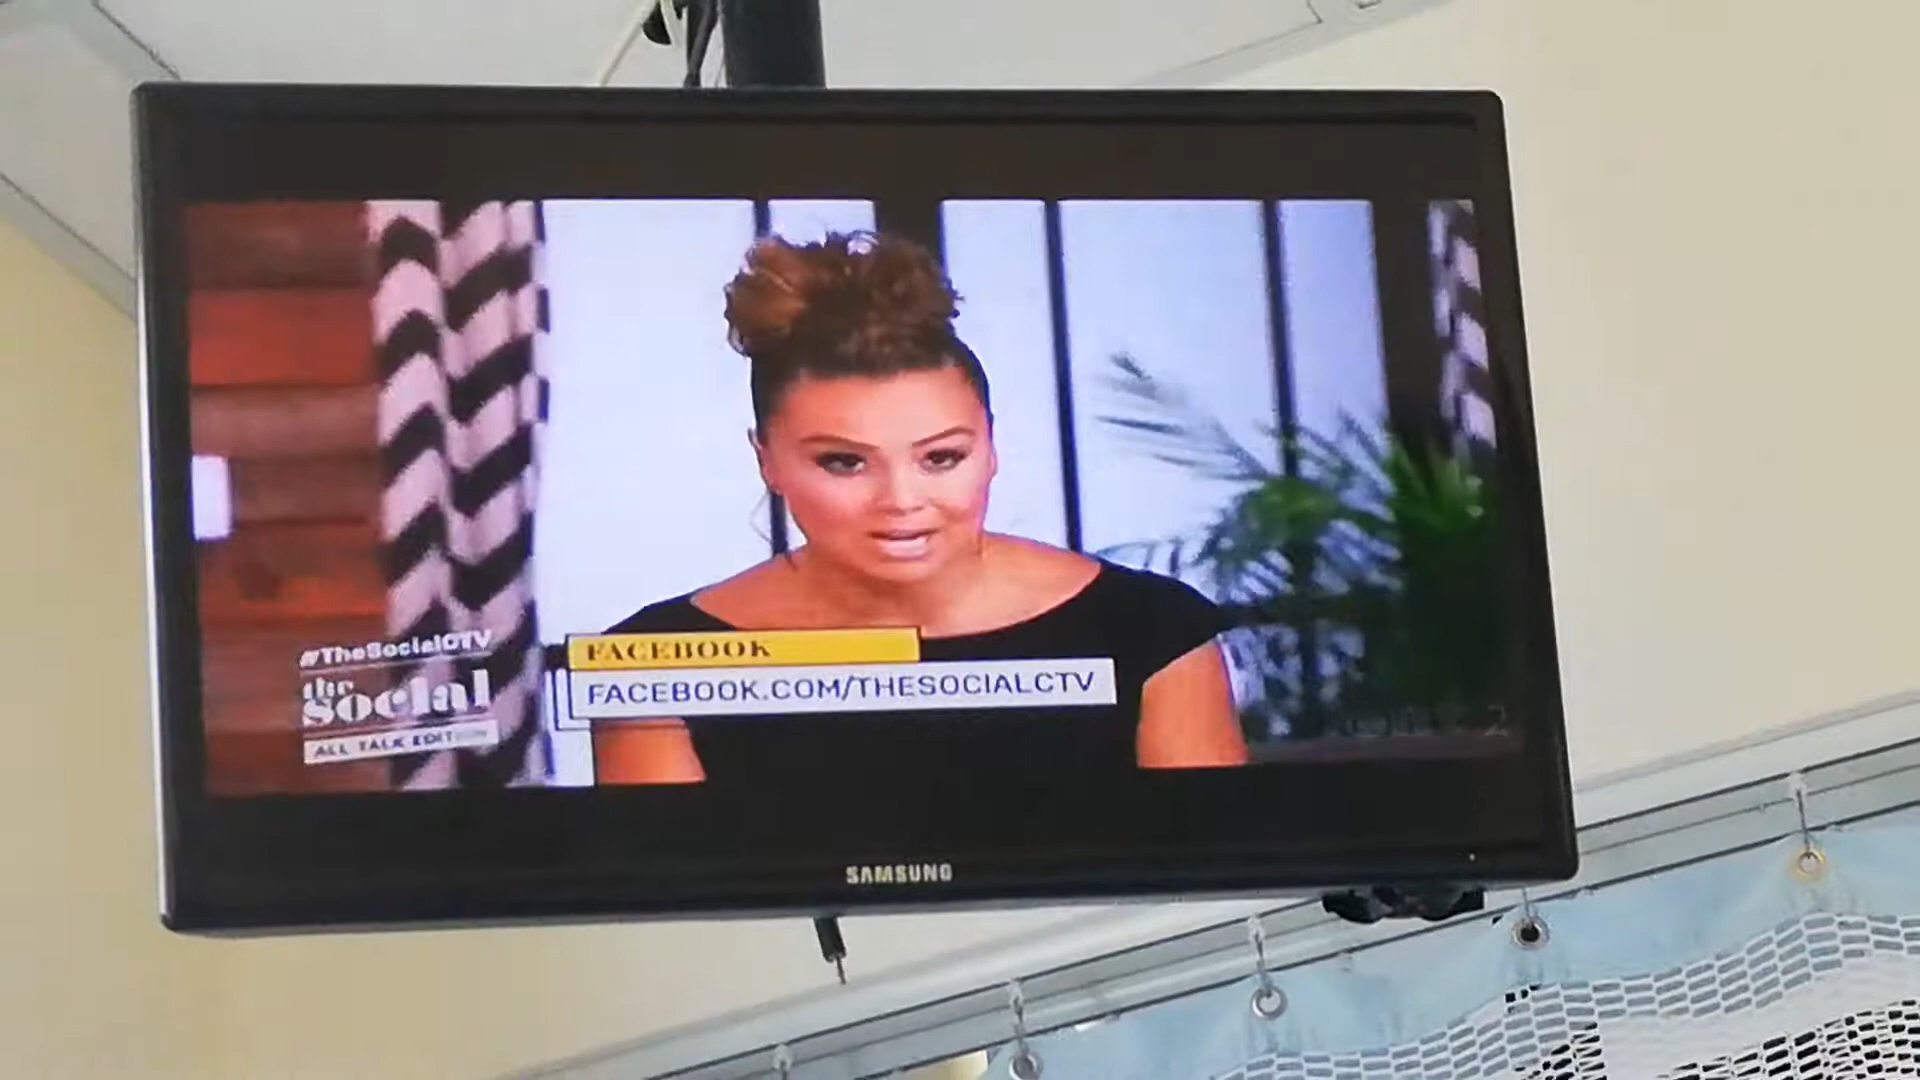 #TheSocialCTV
the
social
ALL TALK EDITION
FACEBOOK
FACEBOOK.COM/THESOCIALCTV
SAMSUNG